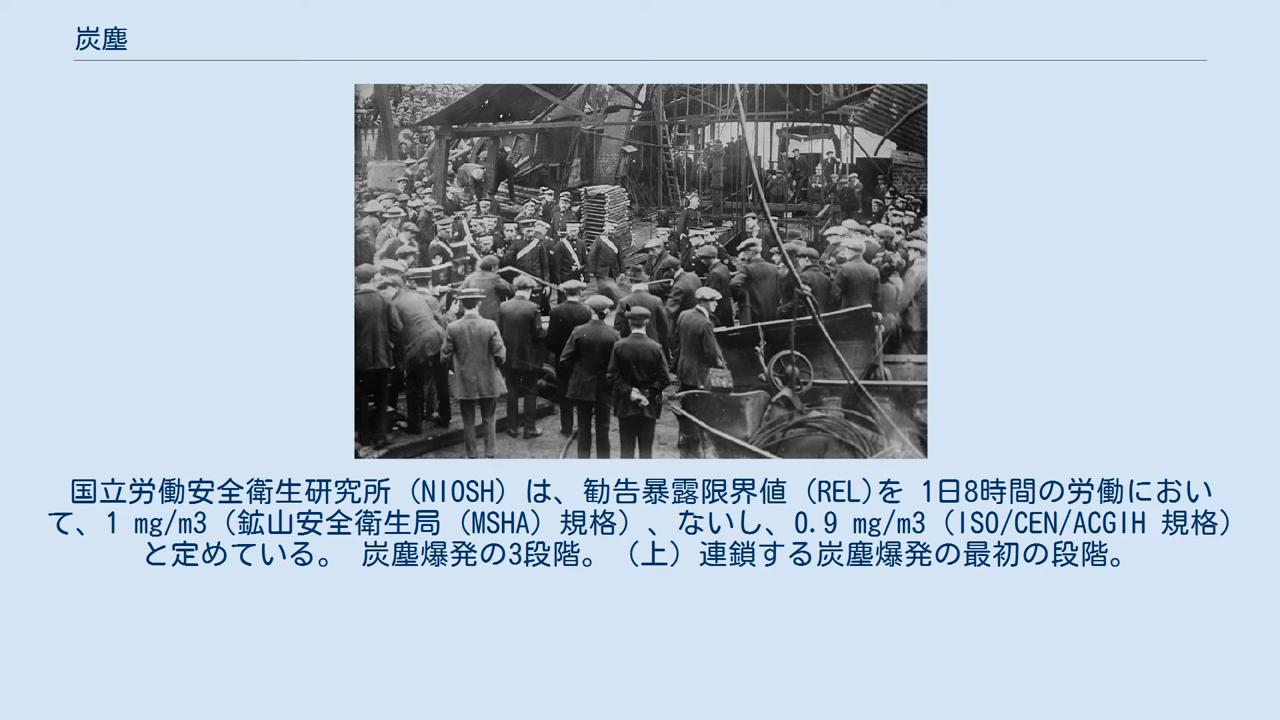 炭塵
国立労働安全衛生研究所（NIOSH）は、勧告暴露限界値（REL)を 1日8時間の労働におい
て、1 mg/m3（鉱山安全衛生局（MSHA）規格）、ないし、0.9 mg/m3（ISO/CEN/ACGIH 規格）
と定めている。 炭塵爆発の3段階。（上）連鎖する炭塵爆発の最初の段階。